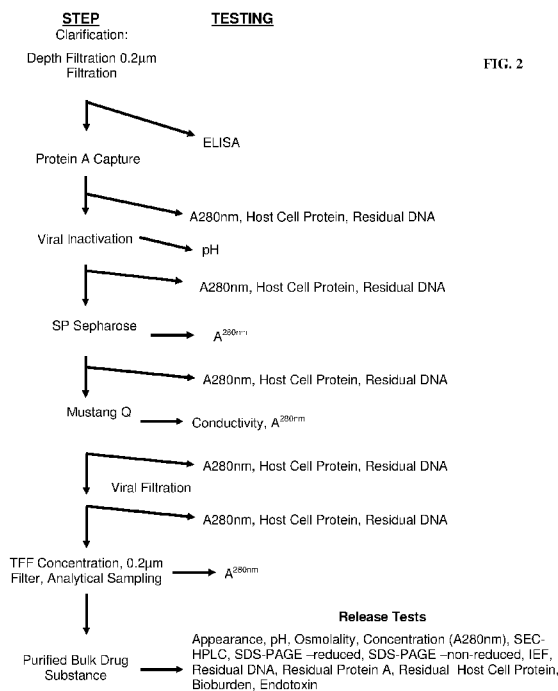 STEP
TESTING
Clarification:
Depth Filtration 0.2µm
Filtration
FIG. 2
ELISA
Protein A Capture
A280nm, Host Cell Protein, Residual DNA
Viral Inactivation
pH
A280nm, Host Cell Protein, Residual DNA
SP Sepharose
A280nm
A280nm, Host Cell Protein, Residual DNA
Mustang Q
Conductivity, A280nm
A280nm, Host Cell Protein, Residual DNA
Viral Filtration
A280nm, Host Cell Protein, Residual DNA
TFF Concentration, 0.2µm
Filter, Analytical Sampling
A280nm
Release Tests
Appearance, pH, Osmolality, Concentration (A280nm), SEC-
HPLC, SDS-PAGE –reduced, SDS-PAGE –non-reduced, IEF,
Residual DNA, Residual Protein A, Residual Host Cell Protein,
Bioburden, Endotoxin
Purified Bulk Drug
Substance